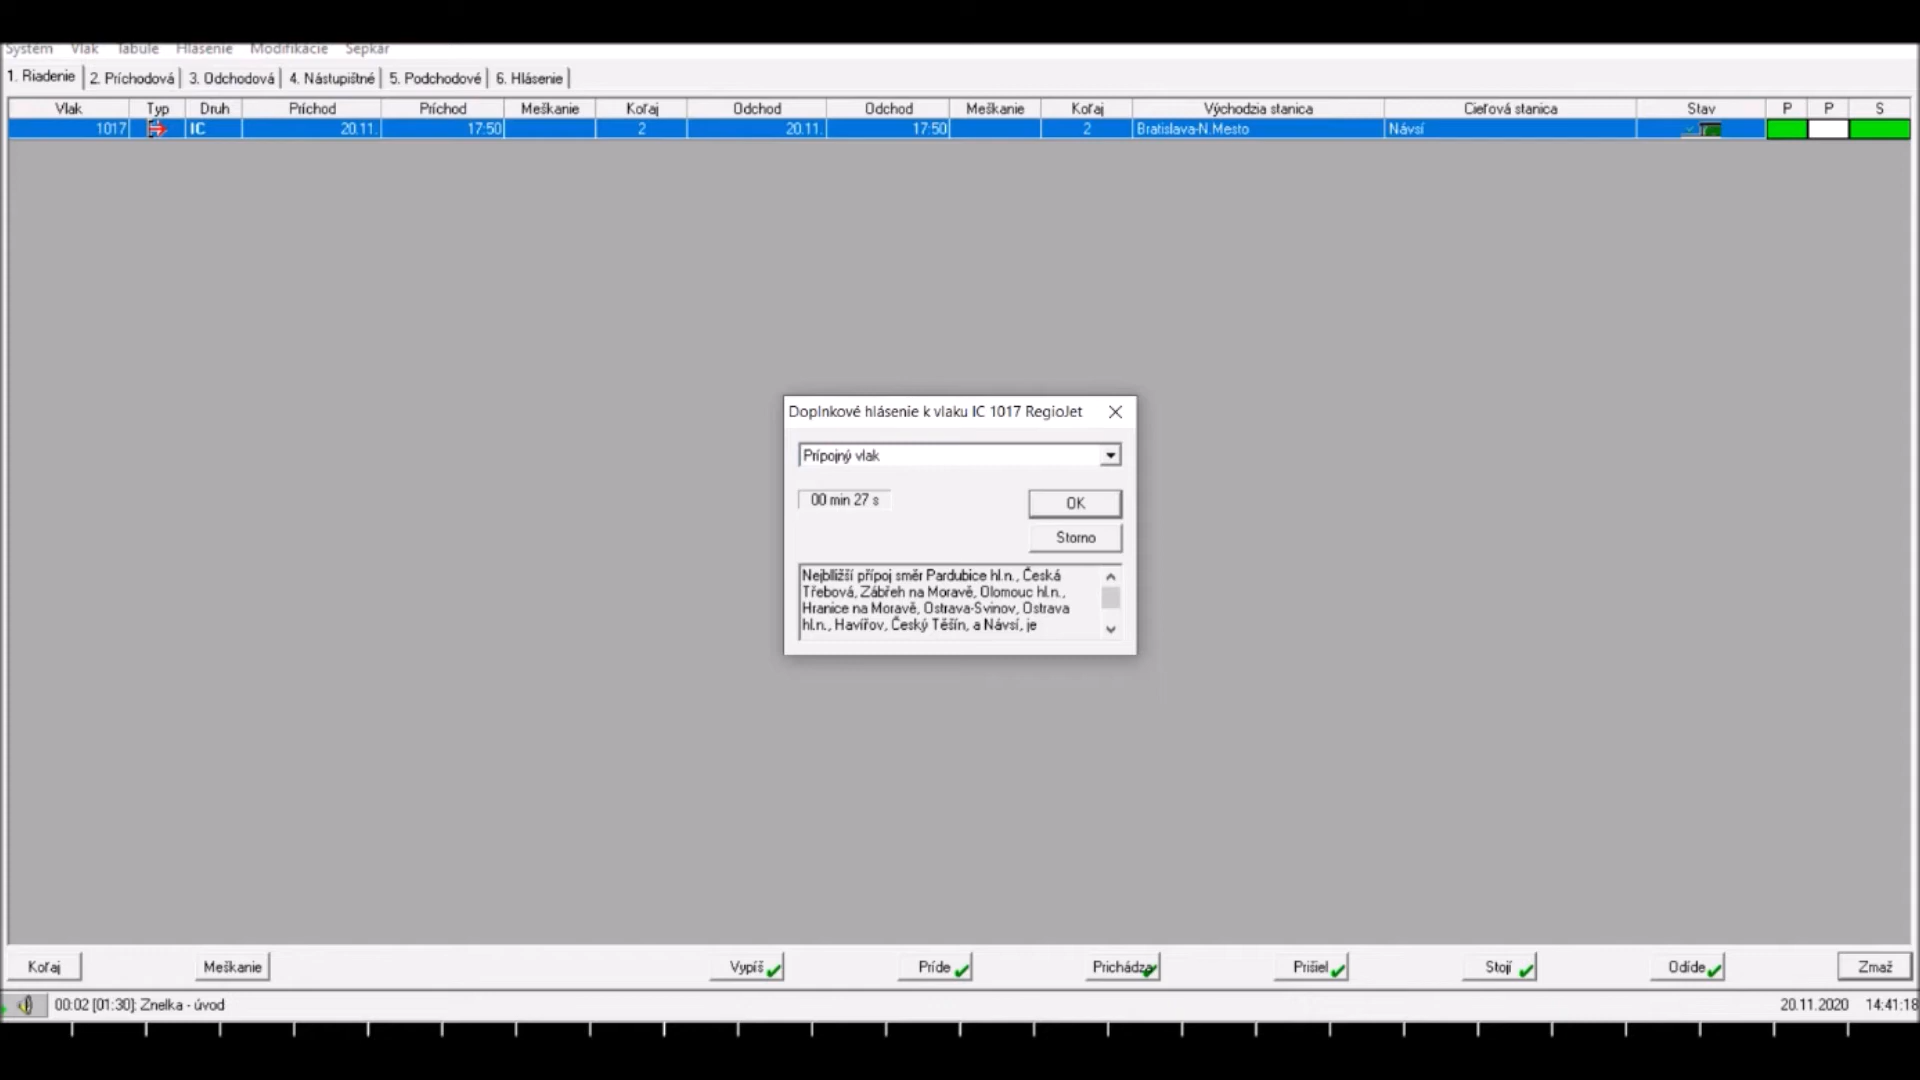 Systém Vlak Tabule Hlásenie Modifikácie Sepkar
1. Riadenie 2. Príchodová 3. Odchodová 4. Nástupištné 5. Podchodové 6. Hlásenie
Vlak Typ Druh Príchod Príchod Meškanie Koľaj Odchod Odchod Meškanie Koľaj Východzia stanica Cieľová stanica Stav P P S
1017 IC 20.11. 17:50 2 20.11. 17:50 2 Bratislava-N.Mesto Návsí
Doplnkové hlásenie k vlaku IC 1017 RegioJet
Prípojný vlak
00 min 27 s
OK
Storno
Nejbližší přípoj směr Pardubice hl.n., Česká
Třebová, Zábřeh na Moravě, Olomouc hl.n.,
Hranice na Moravě, Ostrava-Svinov, Ostrava
hl.n., Havířov, Český Těšín, a Návsí, je
Koľaj Meškanie Vypíš Príde Prichádza Prišiel Stojí Odíde Zmaž
00:02 [01:30]: Znelka - úvod 20.11.2020 14:41:18